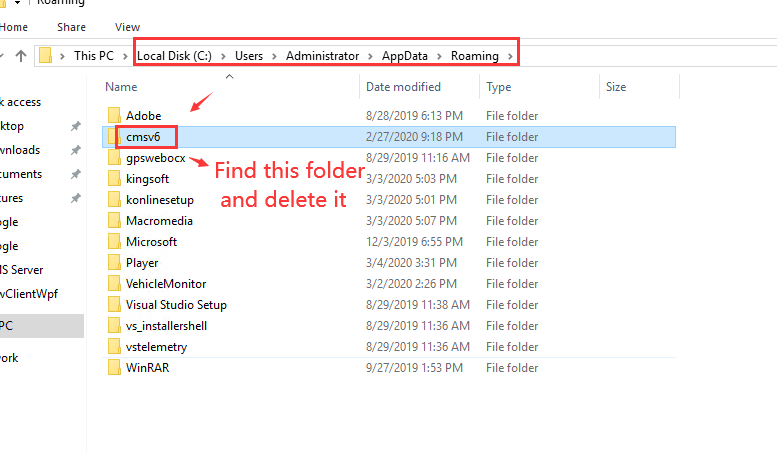 Roaming
Home Share View
This PC > Local Disk (C:) > Users > Administrator > AppData > Roaming >
Name Date modified Type Size
k access
ktop
wnloads
cuments
tures
gle
gle
S Server
wClientWpf
PC
work
Adobe 8/28/2019 6:13 PM File folder
cmsv6 2/27/2020 9:18 PM File folder
gpswebocx 8/29/2019 11:16 AM File folder
kingsoft 3/3/2020 5:03 PM File folder
konlinesetup 3/3/2020 5:01 PM File folder
Macromedia 3/3/2020 5:07 PM File folder
Microsoft 12/3/2019 6:55 PM File folder
Player 3/4/2020 3:31 PM File folder
VehicleMonitor 3/2/2020 2:26 PM File folder
Visual Studio Setup 8/29/2019 11:38 AM File folder
vs_installershell 8/29/2019 11:36 AM File folder
vstelemetry 8/29/2019 11:36 AM File folder
WinRAR 9/27/2019 1:53 PM File folder
Find this folder
and delete it